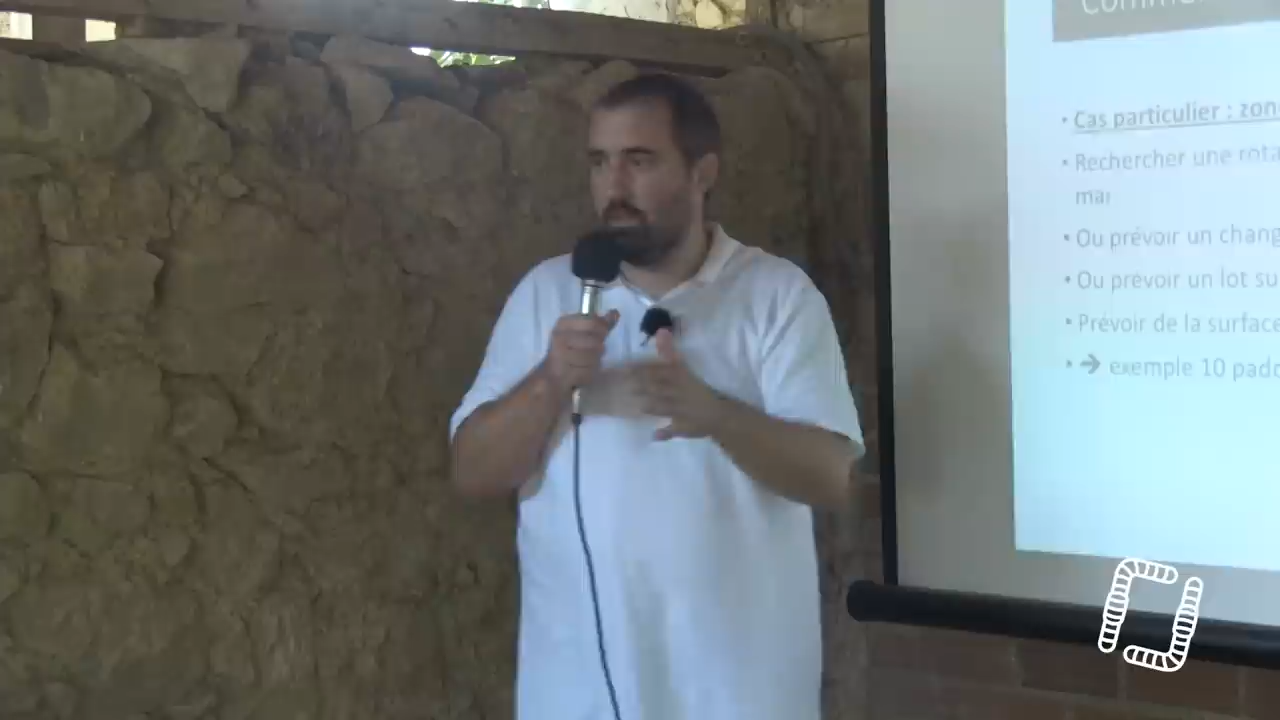 Cas particulier : zon
Rechercher une rota
mai
Ou prévoir un chang
Ou prévoir un lot su
Prévoir de la surface
➔ exemple 10 padd